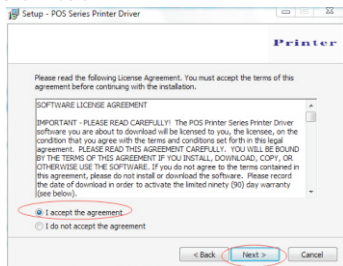 Setup - POS Series Printer Driver
Printer
Please read the following License Agreement. You must accept the terms of this
agreement before continuing with the installation.
SOFTWARE LICENSE AGREEMENT
IMPORTANT - PLEASE READ CAREFULLY! The POS Printer Series Printer Driver
software you are about to download will be licensed to you, the licensee, on the
condition that you agree with the terms and conditions set forth in this legal
agreement. PLEASE READ THIS AGREEMENT CAREFULLY. YOU WILL BE BOUND
BY THE TERMS OF THIS AGREEMENT IF YOU INSTALL, DOWNLOAD, COPY, OR
OTHERWISE USE THE SOFTWARE. If you do not agree to the terms contained in
this agreement, please do not install or download the software. Please record
the date of download in order to activate the limited ninety (90) day warranty
(see below).
I accept the agreement
I do not accept the agreement
< Back
Next >
Cancel